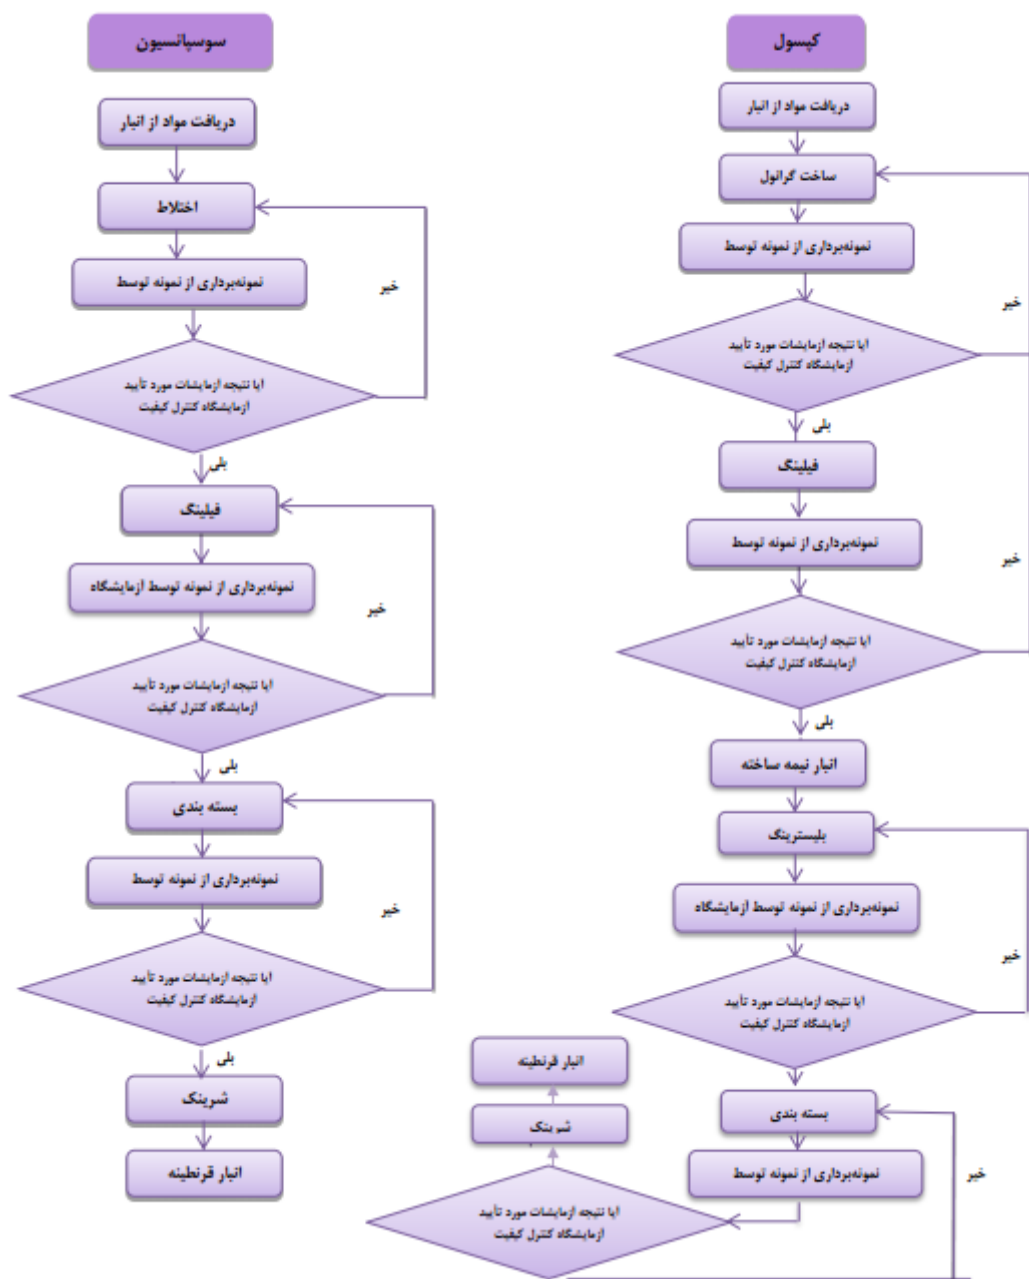 کپسول
دریافت مواد از انبار
ساخت گرانول
نمونه‌برداری از نمونه توسط
خیر
ایا نتیجه ازمایشات مورد تأیید
ازمایشگاه کنترل کیفیت
بلی
فیلینگ
نمونه‌برداری از نمونه توسط
خیر
ایا نتیجه ازمایشات مورد تأیید
ازمایشگاه کنترل کیفیت
بلی
انبار نیمه ساخته
بلیسترینگ
نمونه‌برداری از نمونه توسط آزمایشگاه
خیر
ایا نتیجه ازمایشات مورد تأیید
ازمایشگاه کنترل کیفیت
بسته بندی
نمونه‌برداری از نمونه توسط
خیر
ایا نتیجه ازمایشات مورد تأیید
ازمایشگاه کنترل کیفیت
شرینک
انبار قرنطینه
سوسپانسیون
دریافت مواد از انبار
اختلاط
نمونه‌برداری از نمونه توسط
خیر
ایا نتیجه ازمایشات مورد تأیید
ازمایشگاه کنترل کیفیت
بلی
فیلینگ
نمونه‌برداری از نمونه توسط آزمایشگاه
خیر
ایا نتیجه ازمایشات مورد تأیید
ازمایشگاه کنترل کیفیت
بلی
بسته بندی
نمونه‌برداری از نمونه توسط
خیر
ایا نتیجه ازمایشات مورد تأیید
ازمایشگاه کنترل کیفیت
بلی
شرینک
انبار قرنطینه